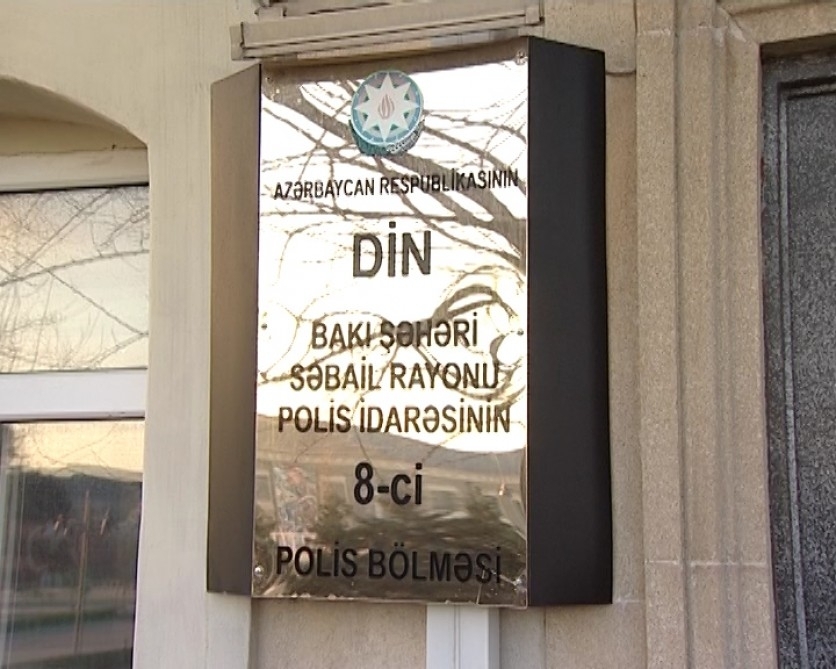 AZƏRBAYCAN RESPUBLİKASININ
DİN
BAKI ŞƏHƏRİ
SƏBAİL RAYONU
POLİS İDARƏSİNİN
8-ci
POLİS BÖLMƏSİ